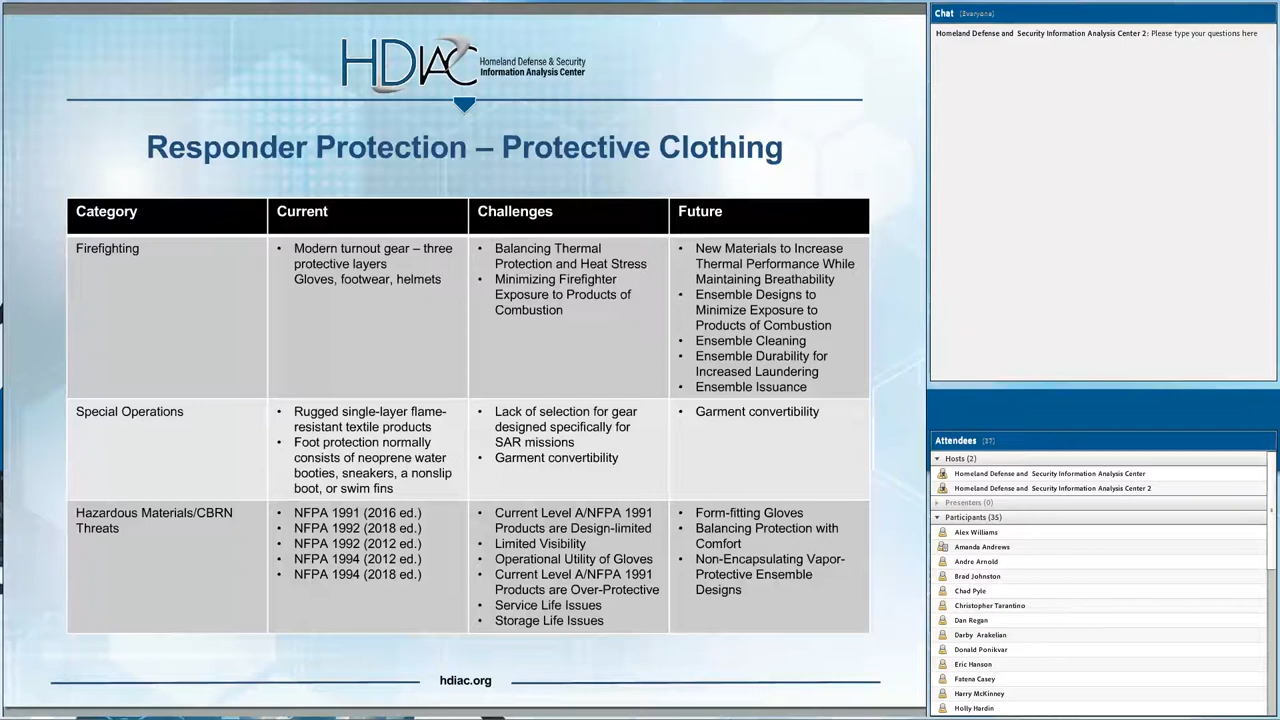 HDIAC
Homeland Defense & Security
Information Analysis Center
Responder Protection – Protective Clothing
Category
Current
Challenges
Future
Firefighting
• Modern turnout gear – three
protective layers
Gloves, footwear, helmets
• Balancing Thermal
Protection and Heat Stress
• Minimizing Firefighter
Exposure to Products of
Combustion
• New Materials to Increase
Thermal Performance While
Maintaining Breathability
• Ensemble Designs to
Minimize Exposure to
Products of Combustion
• Ensemble Cleaning
• Ensemble Durability for
Increased Laundering
• Ensemble Issuance
Special Operations
• Rugged single-layer flame-
resistant textile products
• Foot protection normally
consists of neoprene water
booties, sneakers, a nonslip
boot, or swim fins
• Lack of selection for gear
designed specifically for
SAR missions
• Garment convertibility
• Garment convertibility
Hazardous Materials/CBRN
Threats
• NFPA 1991 (2016 ed.)
• NFPA 1992 (2018 ed.)
• NFPA 1992 (2012 ed.)
• NFPA 1994 (2012 ed.)
• NFPA 1994 (2018 ed.)
• Current Level A/NFPA 1991
Products are Design-limited
• Limited Visibility
• Operational Utility of Gloves
• Current Level A/NFPA 1991
Products are Over-Protective
• Service Life Issues
• Storage Life Issues
• Form-fitting Gloves
• Balancing Protection with
Comfort
• Non-Encapsulating Vapor-
Protective Ensemble
Designs
hdiac.org
Chat (Everyone)
Homeland Defense and Security Information Analysis Center 2: Please type your questions here
Attendees (37)
Hosts (2)
Homeland Defense and Security Information Analysis Center
Homeland Defense and Security Information Analysis Center 2
Presenters (0)
Participants (35)
Alex Williams
Amanda Andrews
Andre Arnold
Brad Johnston
Chad Pyle
Christopher Tarantino
Dan Regan
Darby Arakelian
Donald Ponikvar
Eric Hanson
Fatena Casey
Harry McKinney
Holly Hardin